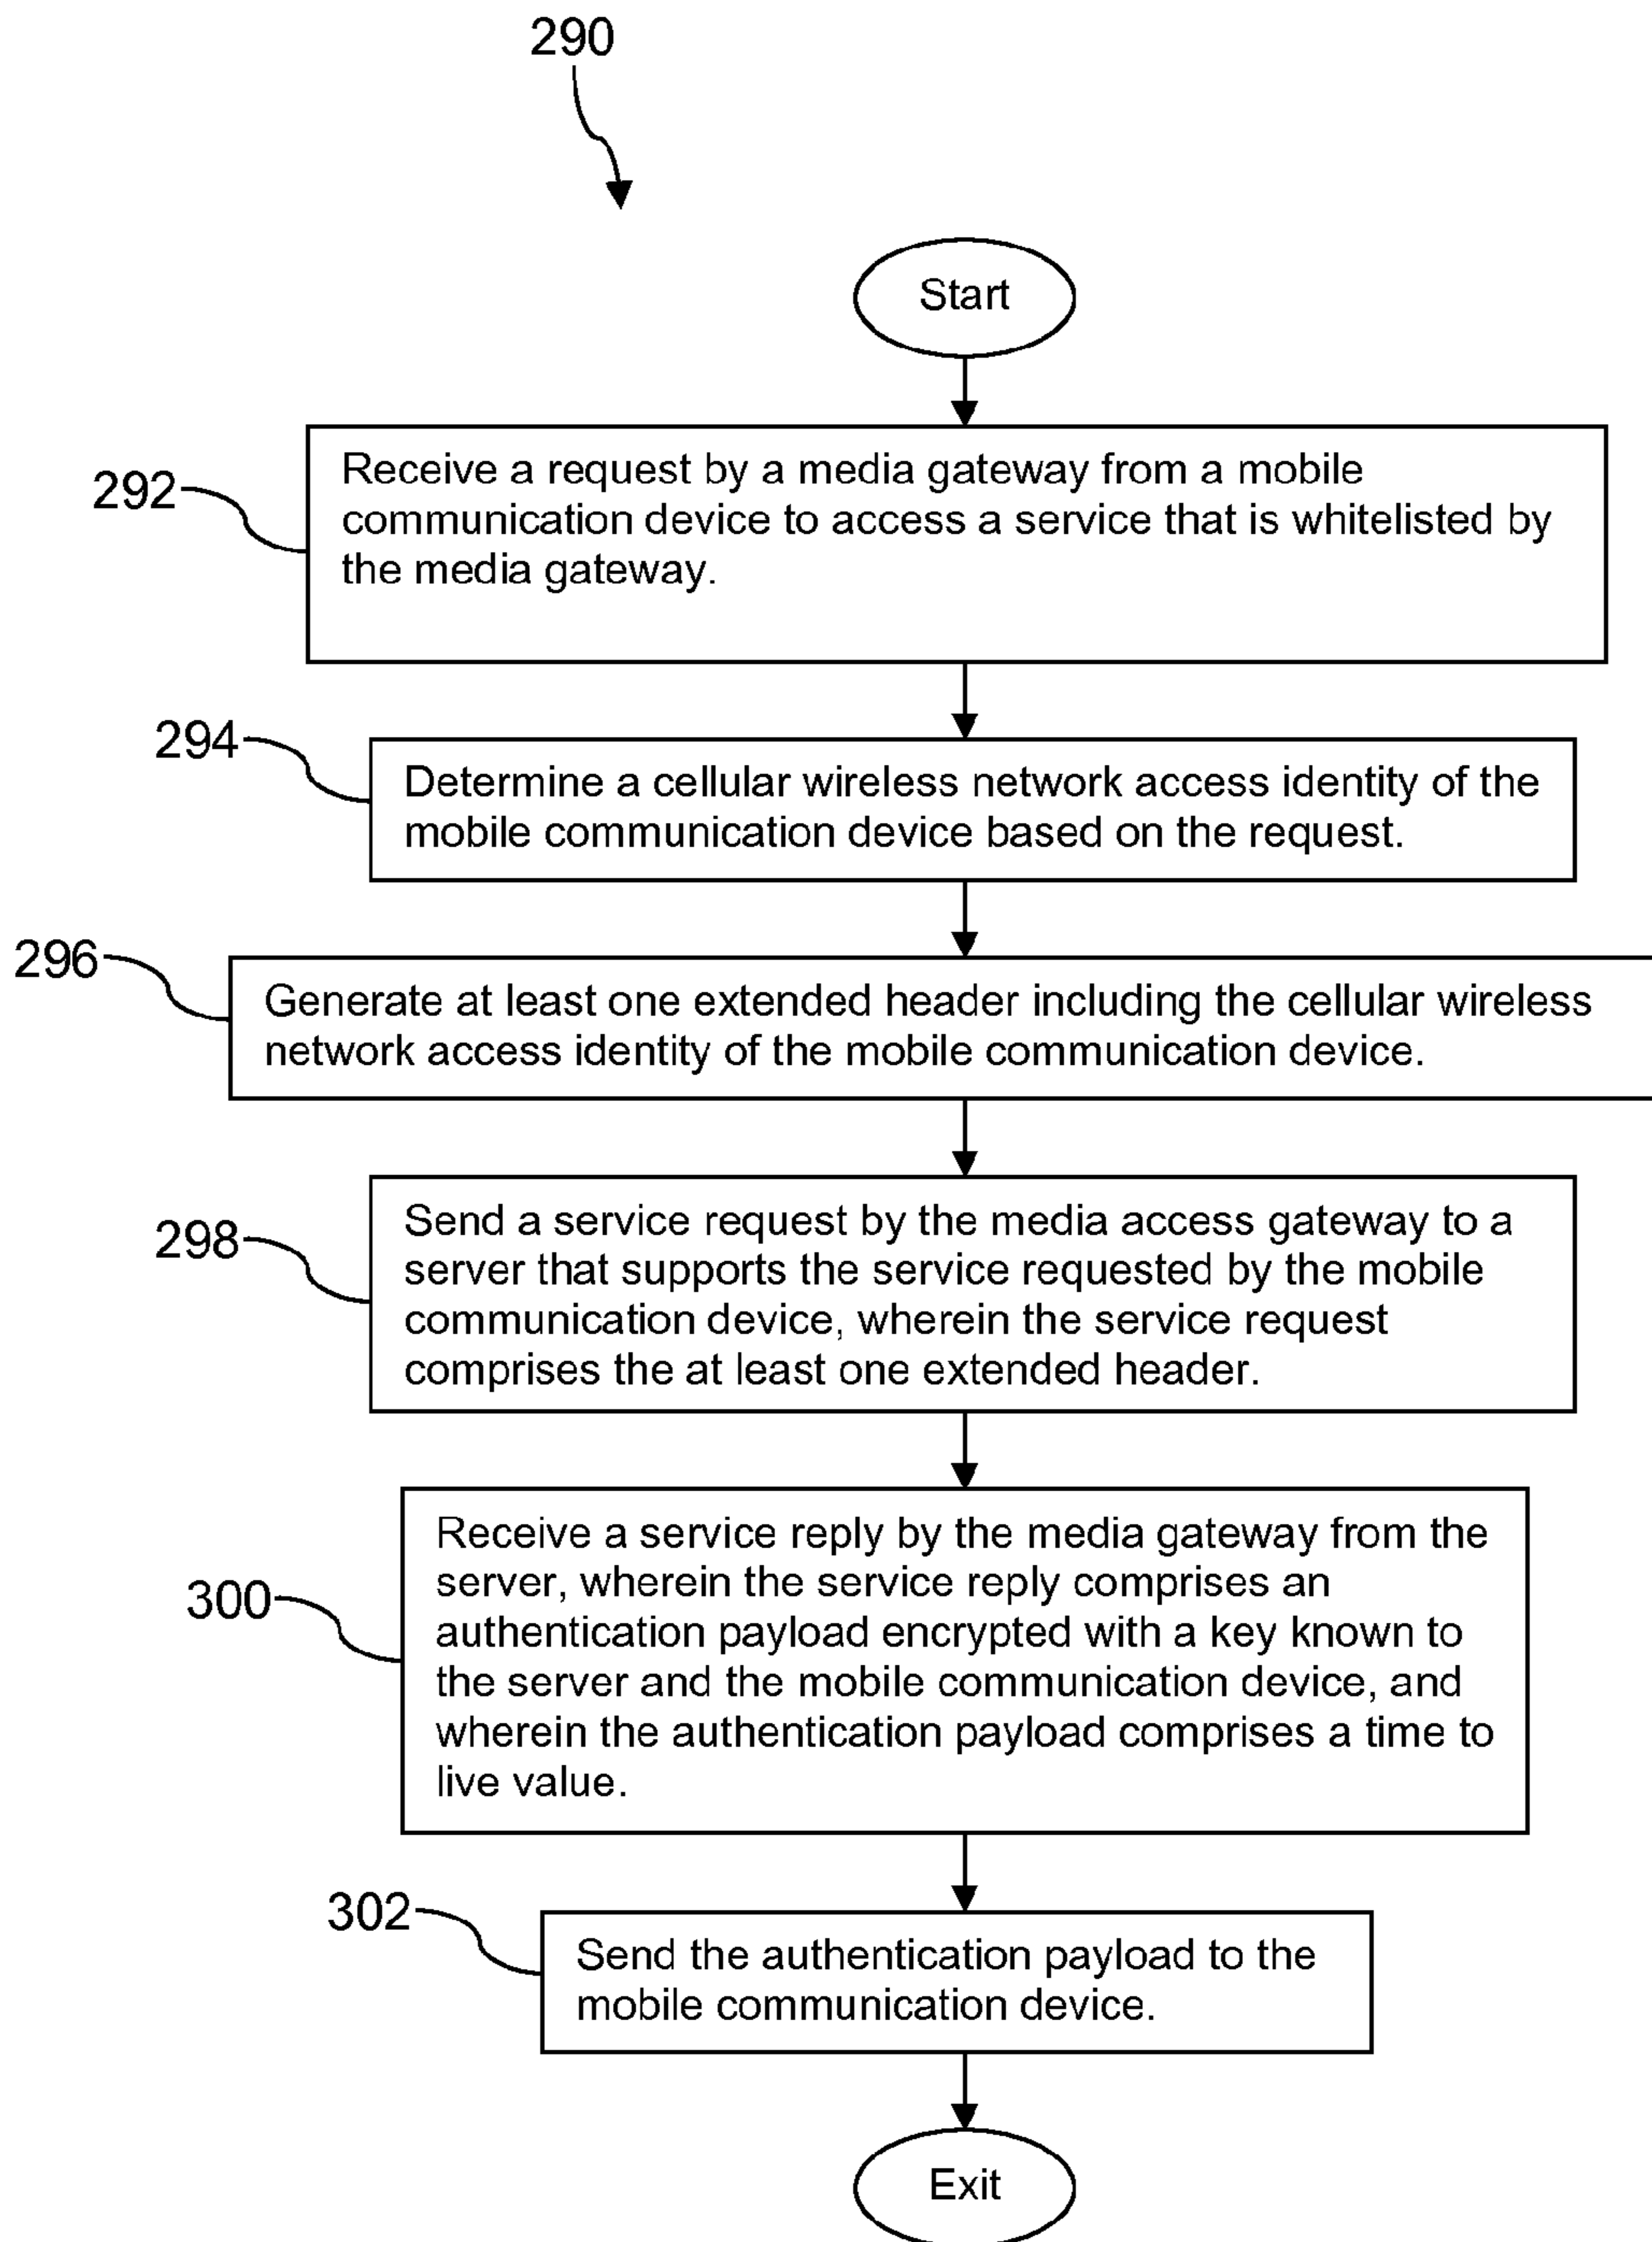 290
Start
292
Receive a request by a media gateway from a mobile
communication device to access a service that is whitelisted by
the media gateway.
294
Determine a cellular wireless network access identity of the
mobile communication device based on the request.
296
Generate at least one extended header including the cellular wireless
network access identity of the mobile communication device.
298
Send a service request by the media access gateway to a
server that supports the service requested by the mobile
communication device, wherein the service request
comprises the at least one extended header.
300
Receive a service reply by the media gateway from the
server, wherein the service reply comprises an
authentication payload encrypted with a key known to
the server and the mobile communication device, and
wherein the authentication payload comprises a time to
live value.
302
Send the authentication payload to the
mobile communication device.
Exit